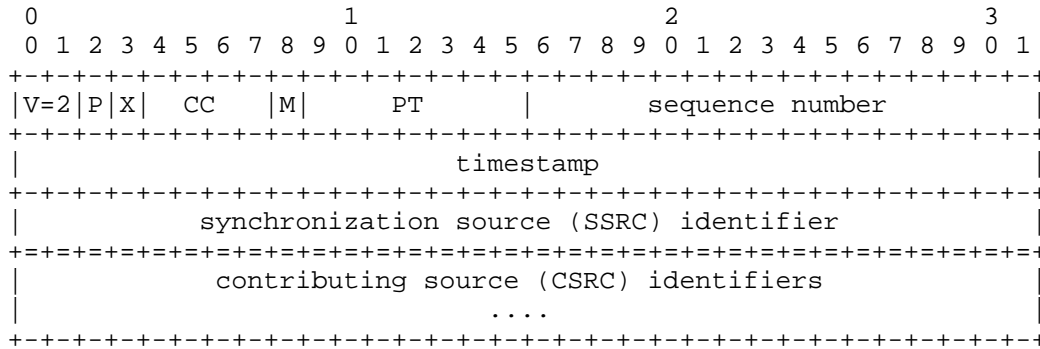 0                   1                   2                   3
 0 1 2 3 4 5 6 7 8 9 0 1 2 3 4 5 6 7 8 9 0 1 2 3 4 5 6 7 8 9 0 1
+-+-+-+-+-+-+-+-+-+-+-+-+-+-+-+-+-+-+-+-+-+-+-+-+-+-+-+-+-+-+-+-+
|V=2|P|X|  CC   |M|     PT      |       sequence number         |
+-+-+-+-+-+-+-+-+-+-+-+-+-+-+-+-+-+-+-+-+-+-+-+-+-+-+-+-+-+-+-+-+
|                           timestamp                           |
+-+-+-+-+-+-+-+-+-+-+-+-+-+-+-+-+-+-+-+-+-+-+-+-+-+-+-+-+-+-+-+-+
|           synchronization source (SSRC) identifier            |
+=+=+=+=+=+=+=+=+=+=+=+=+=+=+=+=+=+=+=+=+=+=+=+=+=+=+=+=+=+=+=+=+
|            contributing source (CSRC) identifiers             |
|                             ....                              |
+-+-+-+-+-+-+-+-+-+-+-+-+-+-+-+-+-+-+-+-+-+-+-+-+-+-+-+-+-+-+-+-+